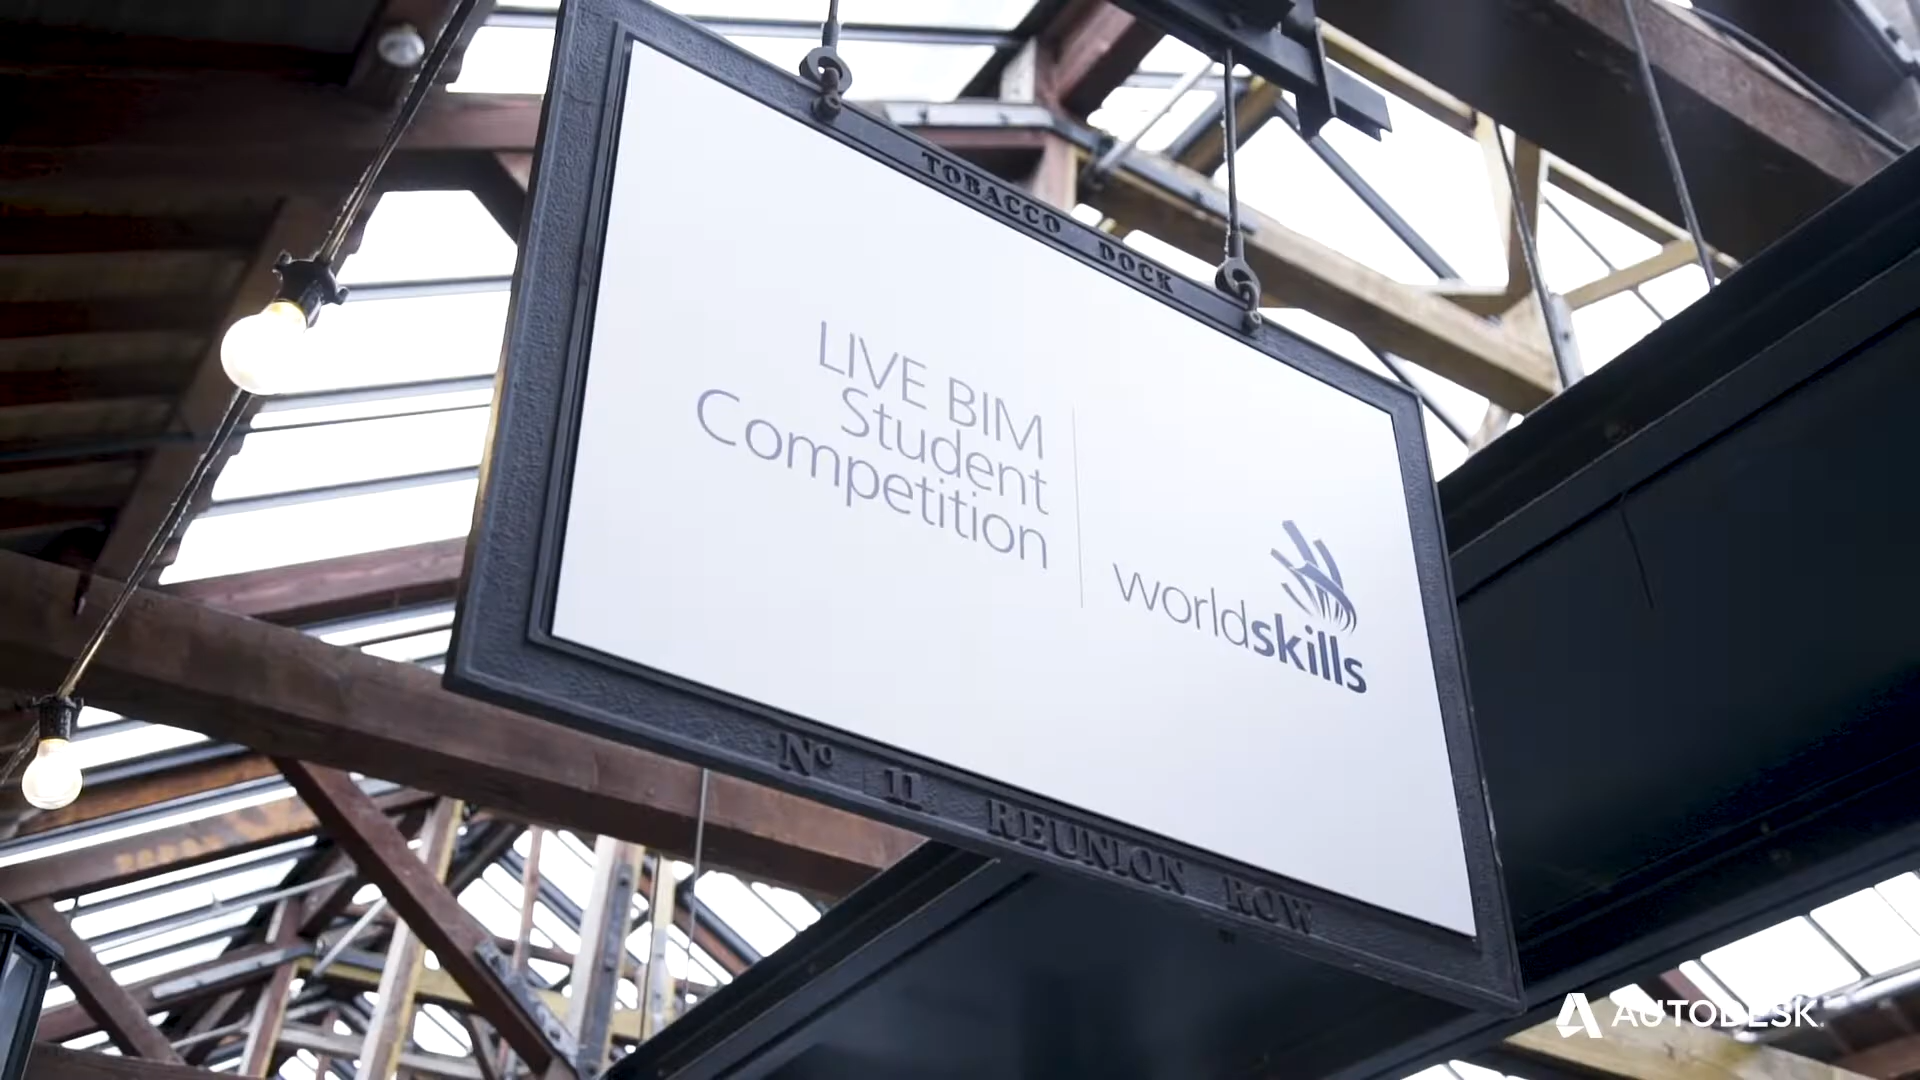 TOBACCO DOCK
LIVE BIM
Student
Competition
worldskills
Nº 11 REUNION ROW
AUTODESK